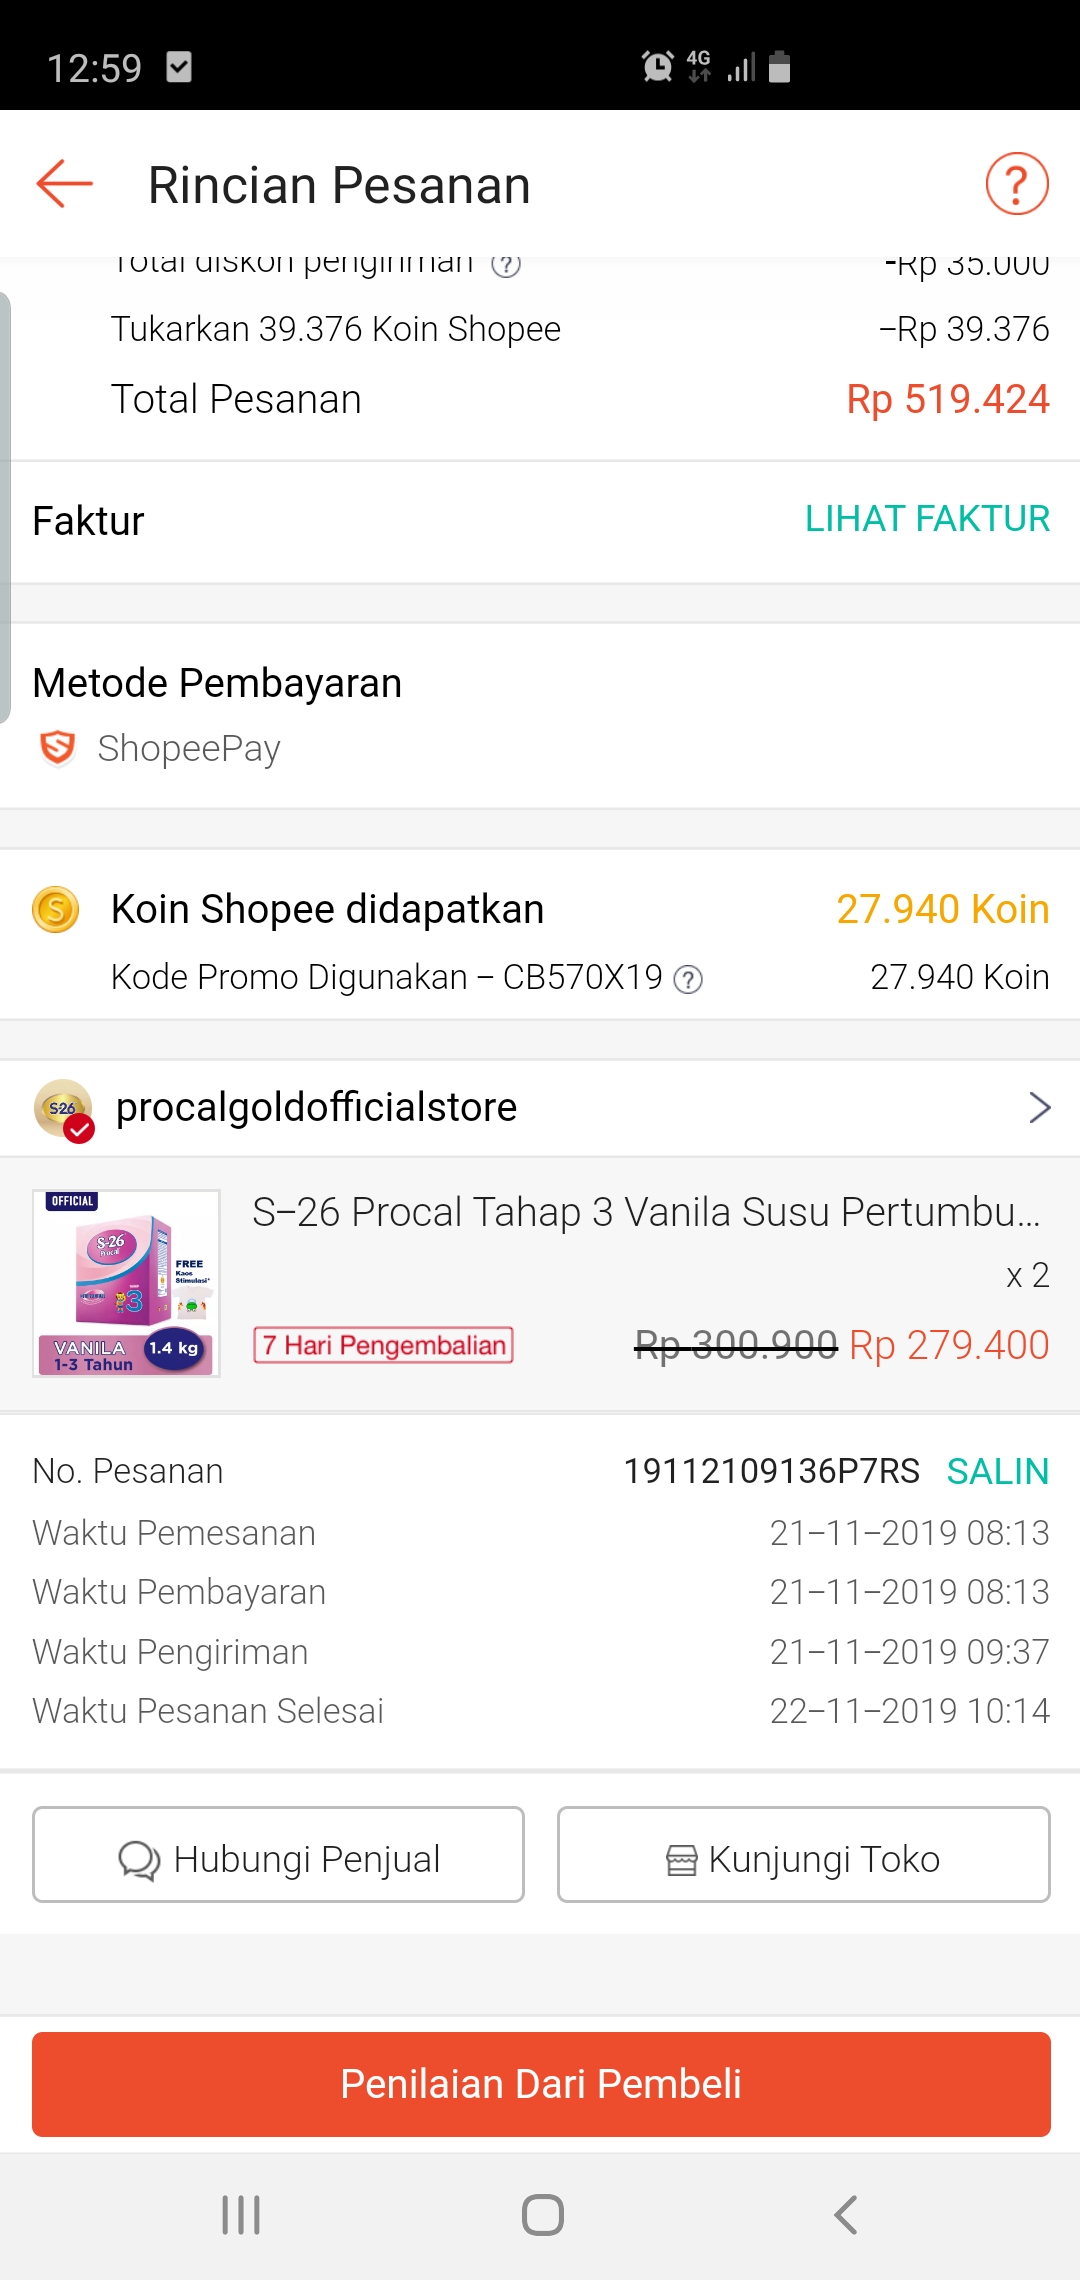 12:59
4G
Rincian Pesanan
Total diskon pengiriman
-Rp 35.000
Tukarkan 39.376 Koin Shopee
-Rp 39.376
Total Pesanan
Rp 519.424
Faktur
LIHAT FAKTUR
Metode Pembayaran
ShopeePay
Koin Shopee didapatkan
27.940 Koin
Kode Promo Digunakan - CB570X19
27.940 Koin
S-26
procalgoldofficialstore
OFFICIAL
S-26
Procal
3
FREE
Kaos
Stimulasi*
VANILA
1-3 Tahun
1.4 kg
S-26 Procal Tahap 3 Vanila Susu Pertumbu...
x 2
7 Hari Pengembalian
Rp 300.900 Rp 279.400
No. Pesanan
19112109136P7RS SALIN
Waktu Pemesanan
21-11-2019 08:13
Waktu Pembayaran
21-11-2019 08:13
Waktu Pengiriman
21-11-2019 09:37
Waktu Pesanan Selesai
22-11-2019 10:14
Hubungi Penjual
Kunjungi Toko
Penilaian Dari Pembeli